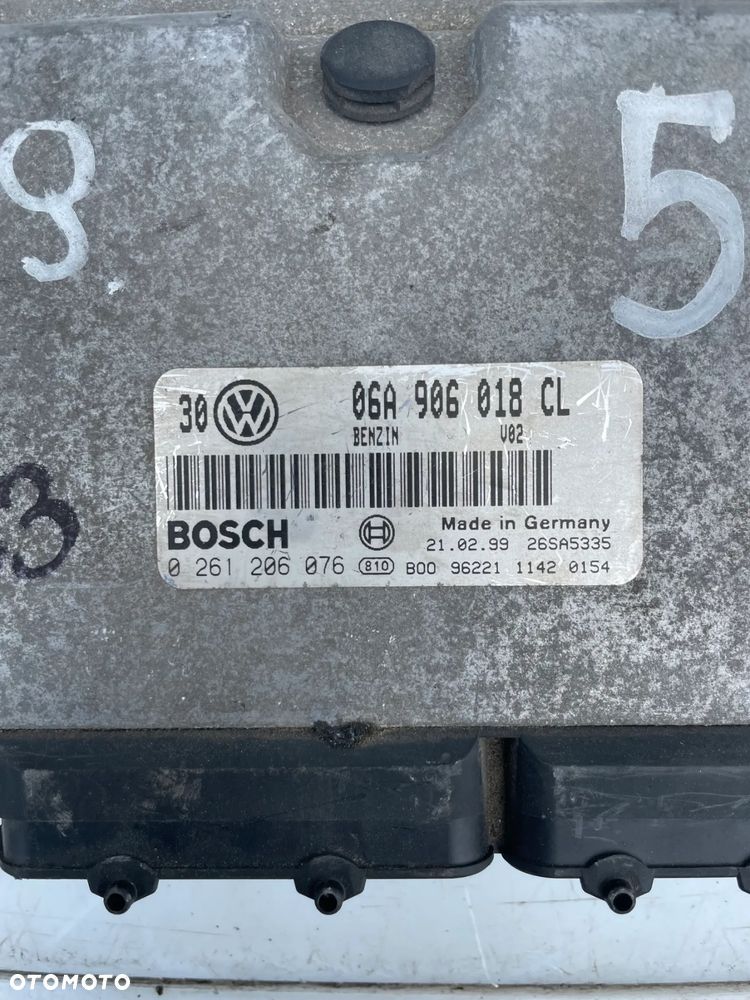 9
5
30 VW 06A 906 018 CL
BENZIN V02
3
BOSCH Made in Germany
21.02.99 26SA5335
0 261 206 076 810 B00 96221 1142 0154
OTOMOTO